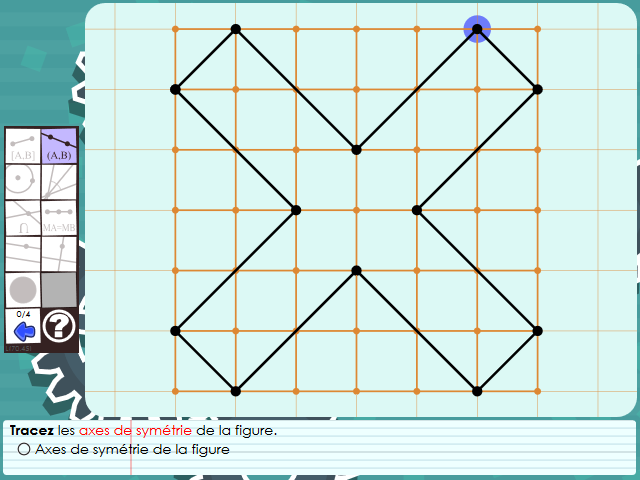 [A,B]
(A,B)
MA=MB
0/4
?
Tracez les axes de symétrie de la figure.
Axes de symétrie de la figure